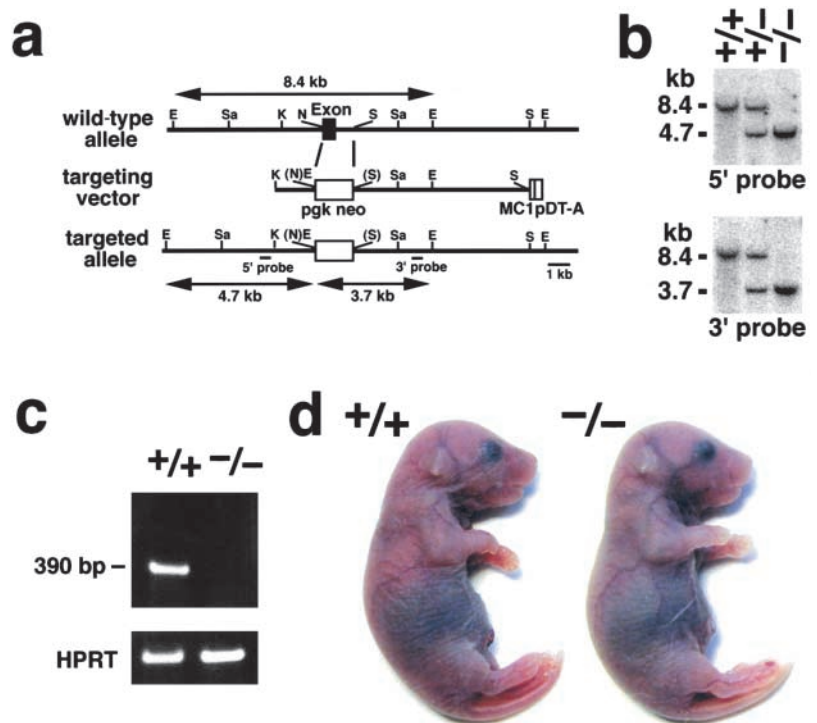 a
8.4 kb
E Sa K N Exon S Sa E S E
wild-type
allele
K (N)E (S) Sa E S
targeting
vector
pgk neo MC1pDT-A
E Sa K (N)E (S) Sa E S E
targeted
allele
5' probe 3' probe 1 kb
4.7 kb 3.7 kb
b
+/+ −/+ −/−
kb
8.4 -
4.7 -
5' probe
kb
8.4 -
3.7 -
3' probe
c
+/+ −/−
390 bp –
HPRT
d
+/+ −/−